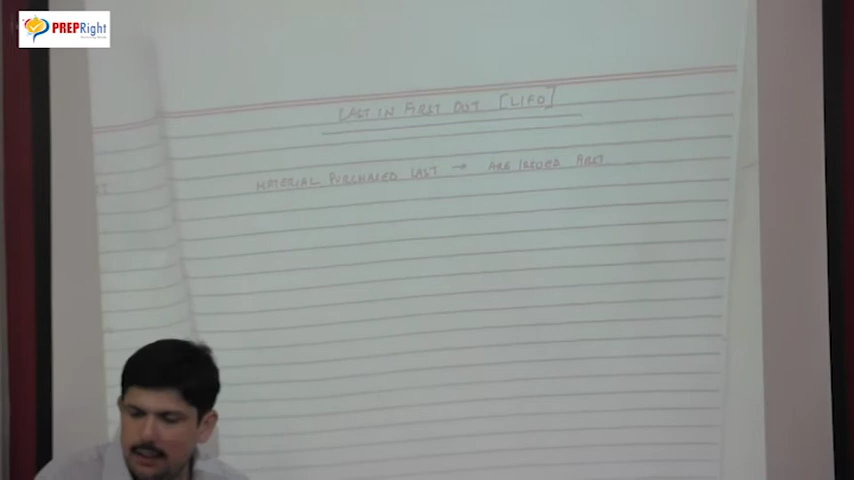 PREPRight
LAST IN FIRST OUT [LIFO]
MATERIAL PURCHASED LAST → ARE ISSUED FIRST